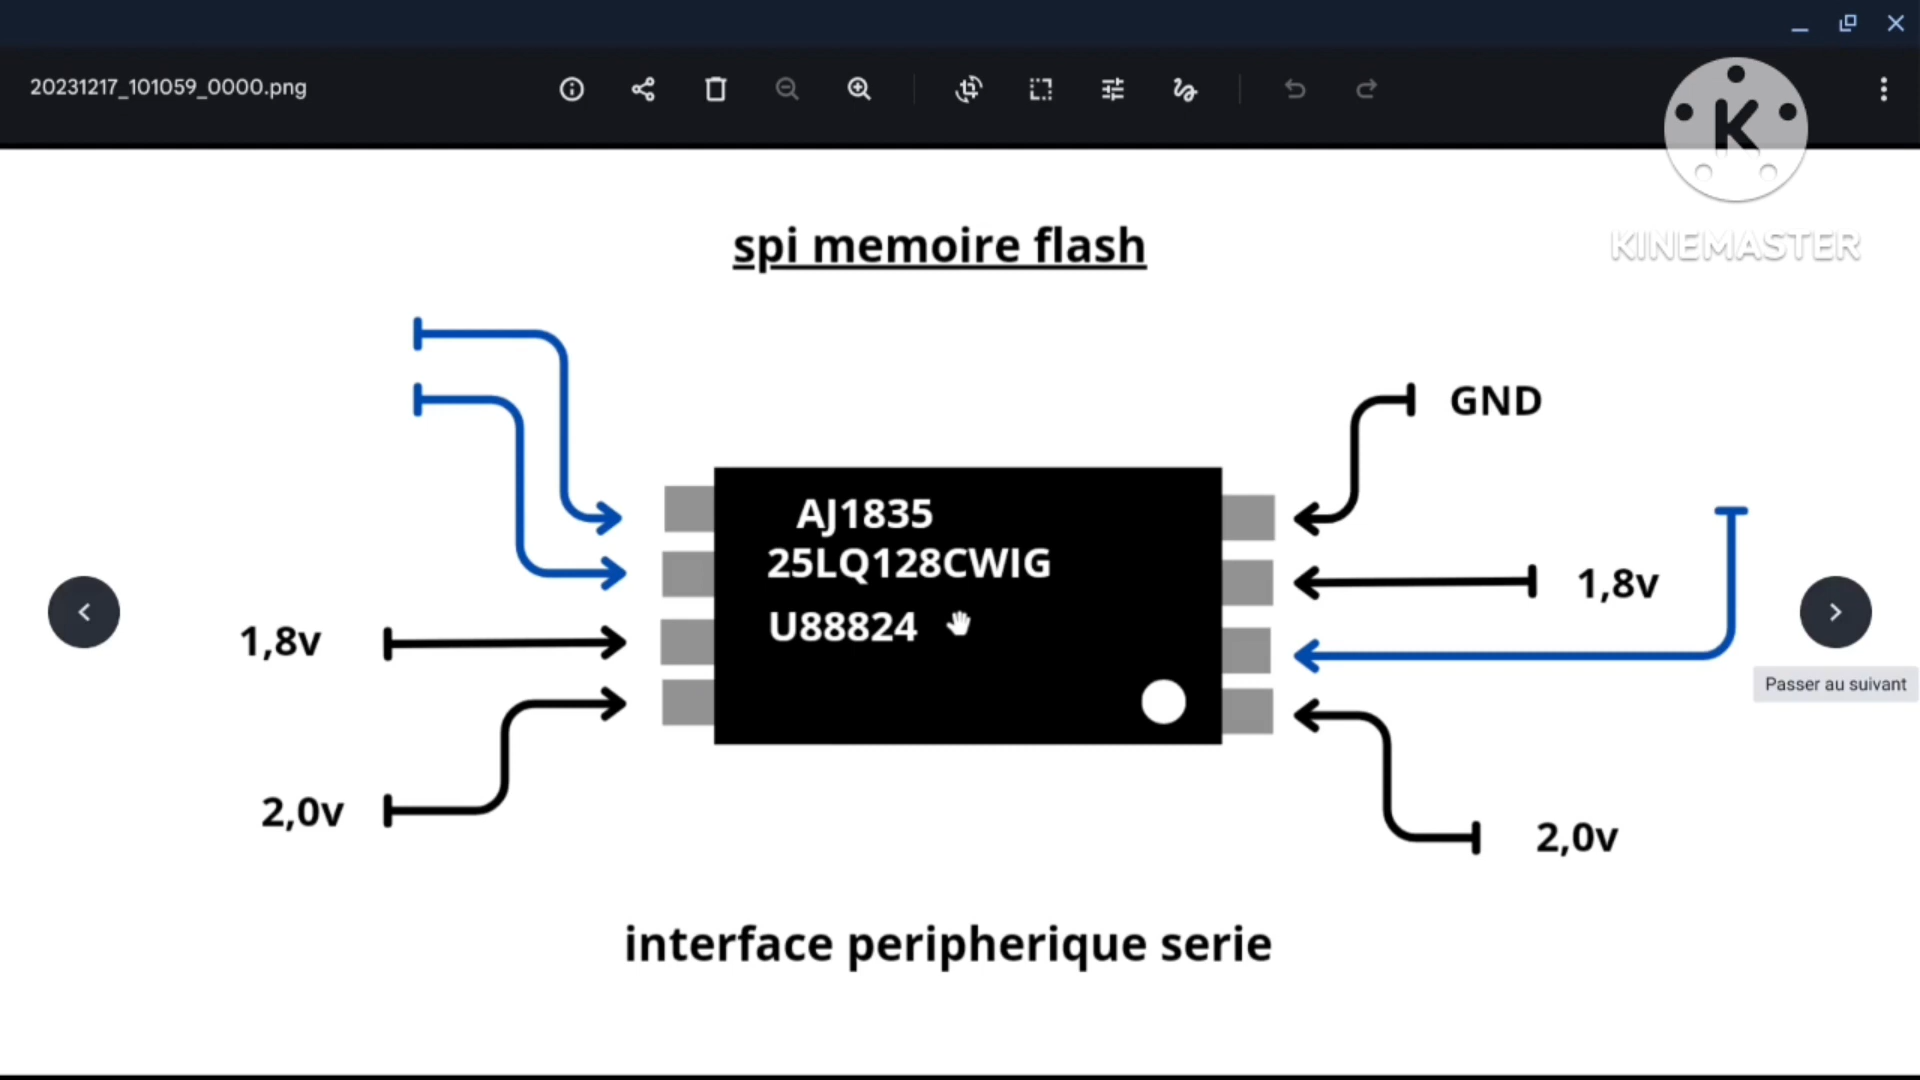 20231217_101059_0000.png
K
KINEMASTER
spi memoire flash
GND
AJ1835
25LQ128CWIG
U88824
1,8v
1,8v
Passer au suivant
2,0v
2,0v
interface peripherique serie